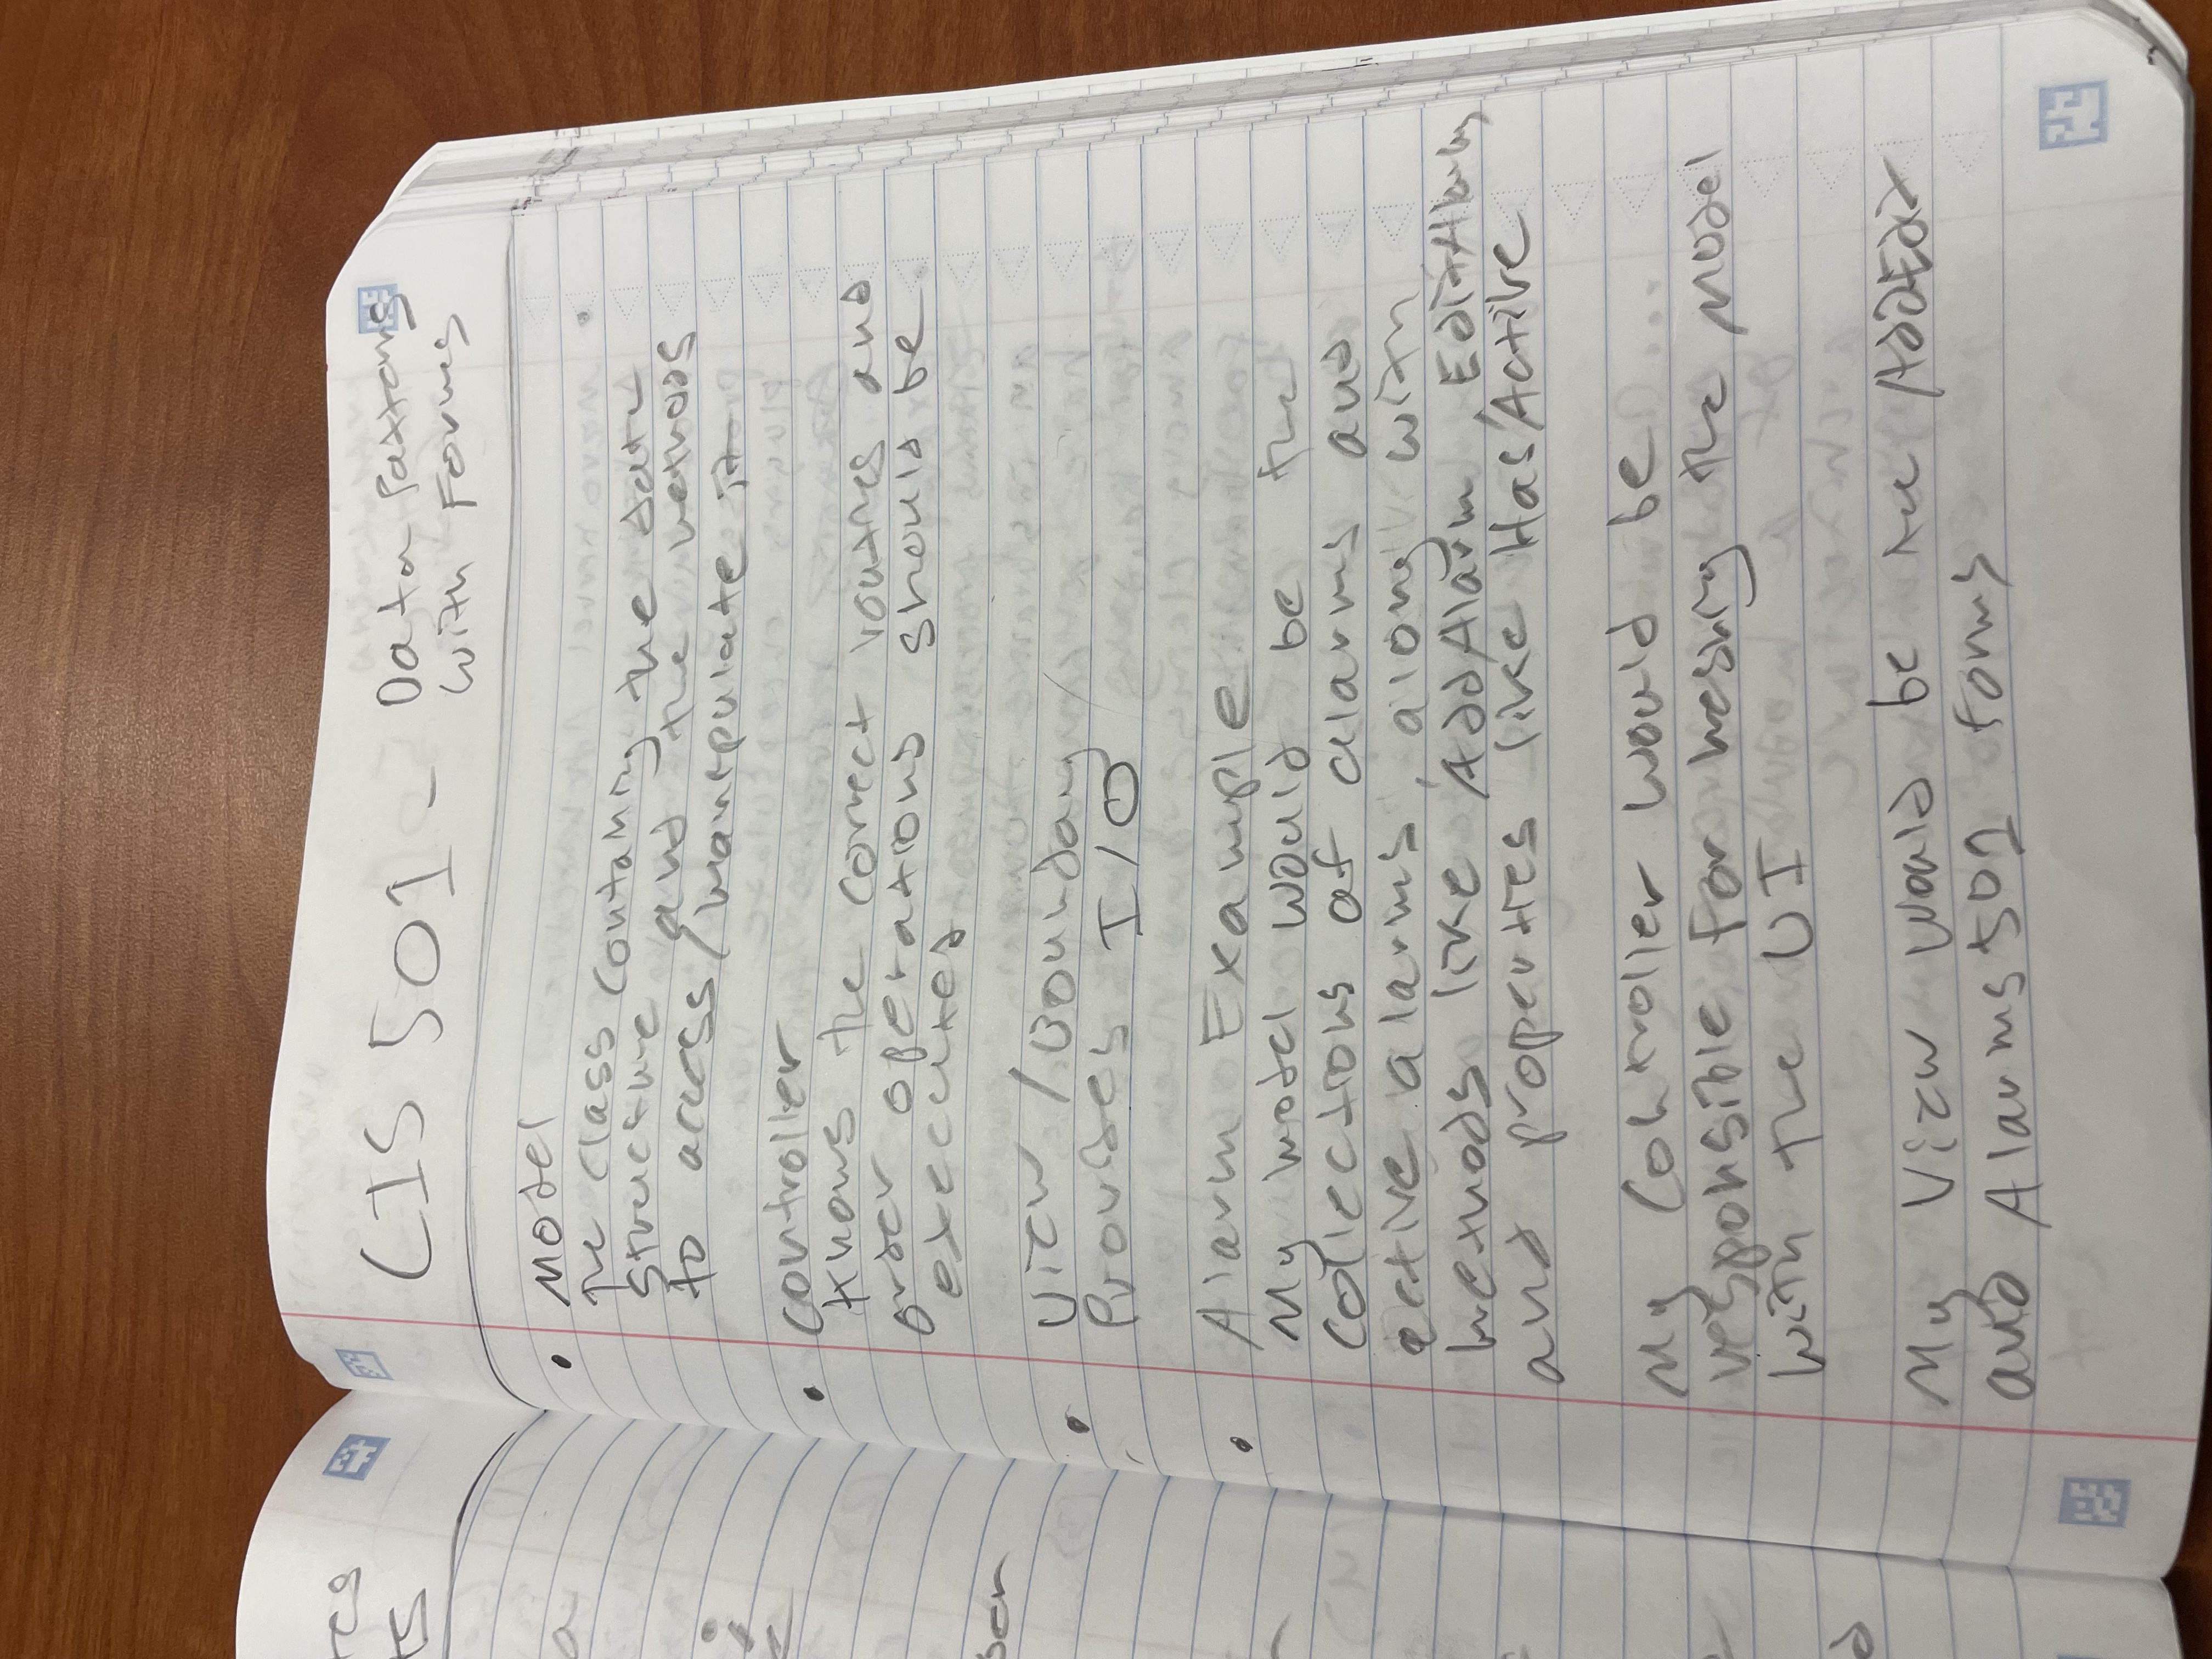 CIS 501 - Data Patterns
with Forms
• Model
The class containing the data
structure and the methods
to access/manipulate it
• Controller
Knows the correct routines and
order operations should be
executed
• View / Boundary
Provides I/O
• Alarm Example
My model would be the
collections of alarms and
active alarms, along with
methods like AddAlarm, EditAlarm,
and properties like HasActive
My Controller would be
responsible for meshing the Model
with the UI
My View would be the AddEdit
and Alarms501 forms